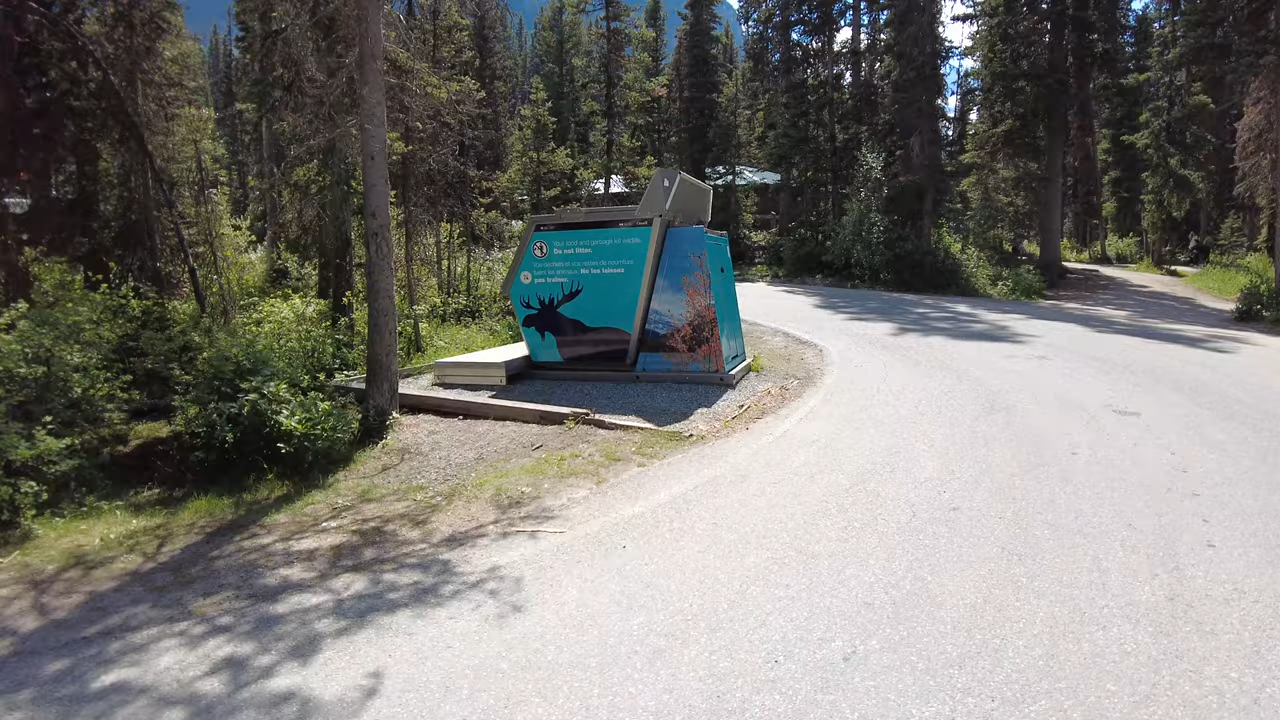 Your food and garbage kill wildlife.
Do not litter.
Vos déchets et vos restes de nourriture
tuent les animaux. Ne les laissez
pas traîner.